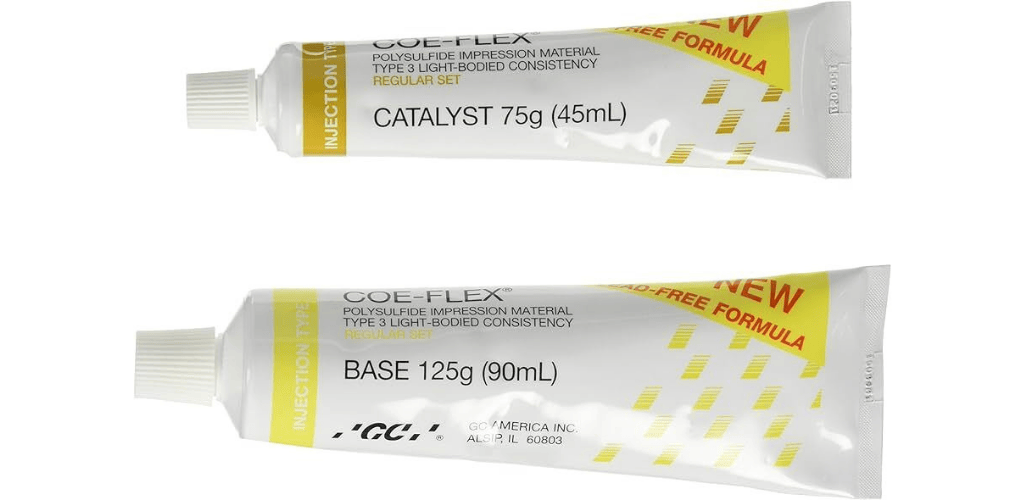 INJECTION TYPE
COE-FLEX®
POLYSULFIDE IMPRESSION MATERIAL
TYPE 3 LIGHT-BODIED CONSISTENCY
REGULAR SET
CATALYST 75g (45mL)
NEW
FORMULA
INJECTION TYPE
COE-FLEX®
POLYSULFIDE IMPRESSION MATERIAL
TYPE 3 LIGHT-BODIED CONSISTENCY
REGULAR SET
BASE 125g (90mL)
NEW
LEAD-FREE FORMULA
GC®
GC AMERICA INC.
ALSIP, IL 60803